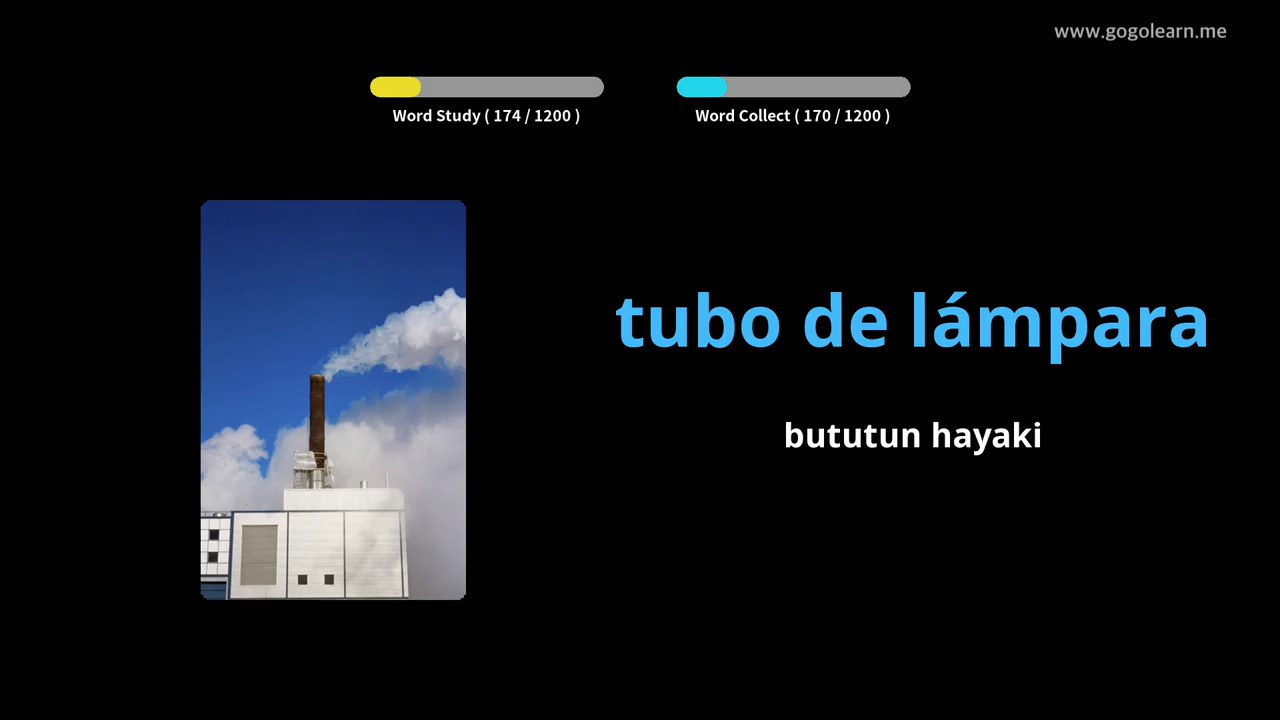 www.gogolearn.me
Word Study ( 174 / 1200 )
Word Collect ( 170 / 1200 )
tubo de lámpara
bututun hayaki